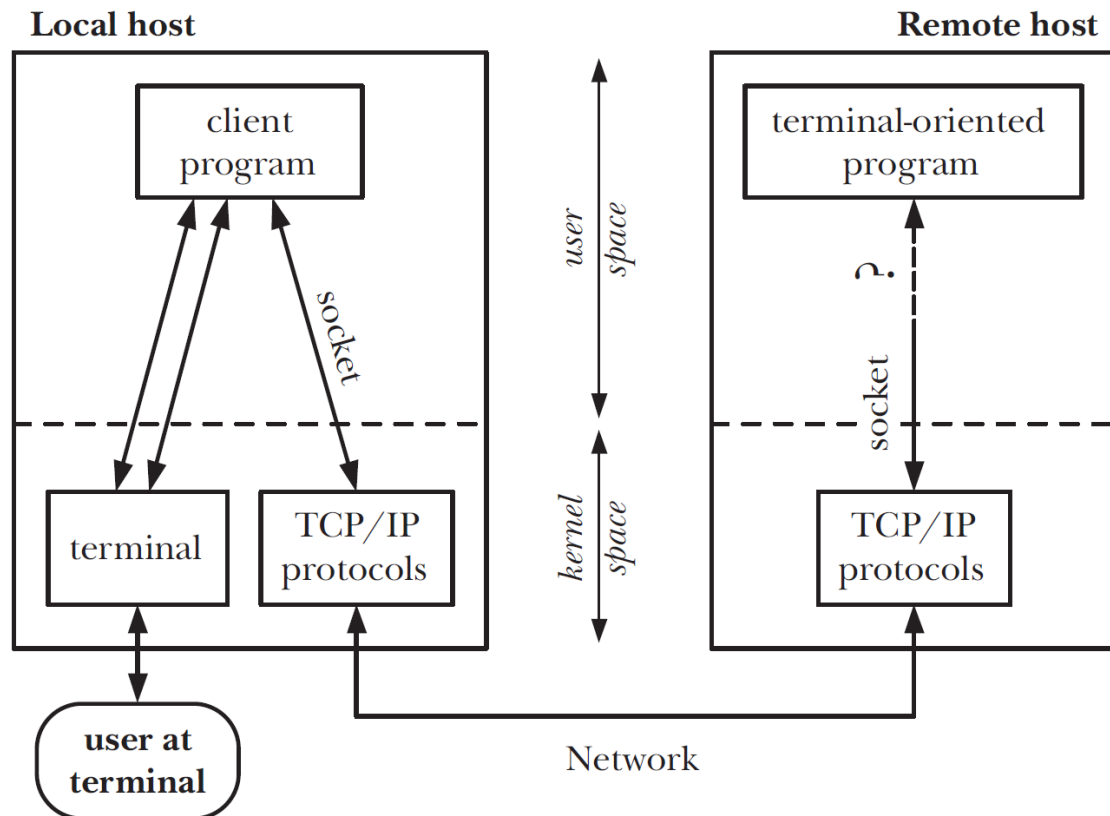 Local host
Remote host
client
program
terminal-oriented
program
user
space
?
socket
socket
kernel
space
terminal
TCP/IP
protocols
TCP/IP
protocols
user at
terminal
Network